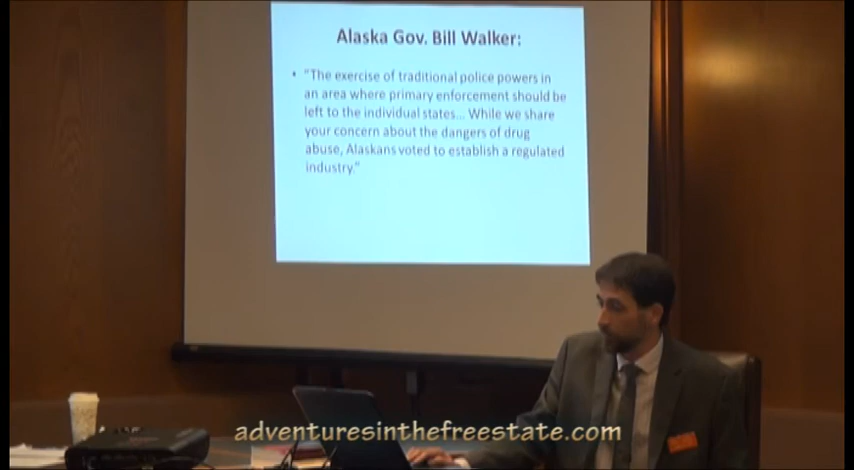 Alaska Gov. Bill Walker:
• “The exercise of traditional police powers in
an area where primary enforcement should be
left to the individual states... While we share
your concern about the dangers of drug
abuse, Alaskans voted to establish a regulated
industry.”
adventuresinthefreestate.com